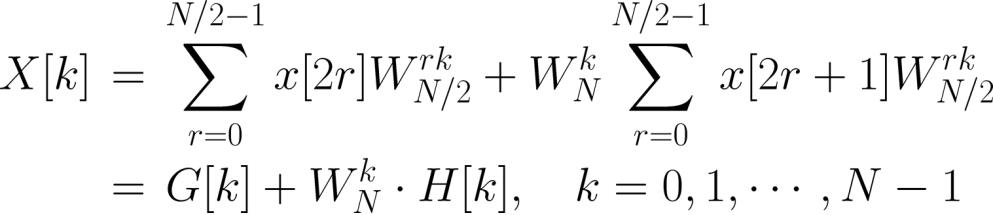 X[k] = \sum_{r=0}^{N/2-1} x[2r]W_{N/2}^{rk} + W_N^k \sum_{r=0}^{N/2-1} x[2r+1]W_{N/2}^{rk}
= G[k] + W_N^k \cdot H[k], \quad k = 0, 1, \cdots, N-1